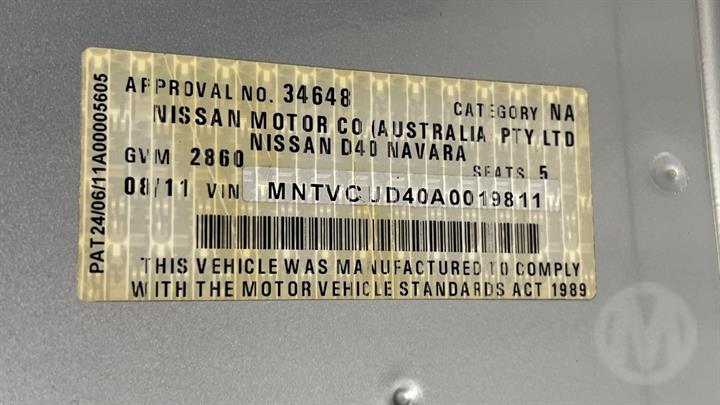 APPROVAL NO. 34648 CATEGORY NA
NISSAN MOTOR CO (AUSTRALIA PTY LTD
NISSAN D40 NAVARA
GVM 2860 SEATS 5
08/11 VIN MNTVCUD40A0019811
THIS VEHICLE WAS MANUFACTURED TO COMPLY
WITH THE MOTOR VEHICLE STANDARDS ACT 1989
PAT24/06/11A00005605
M